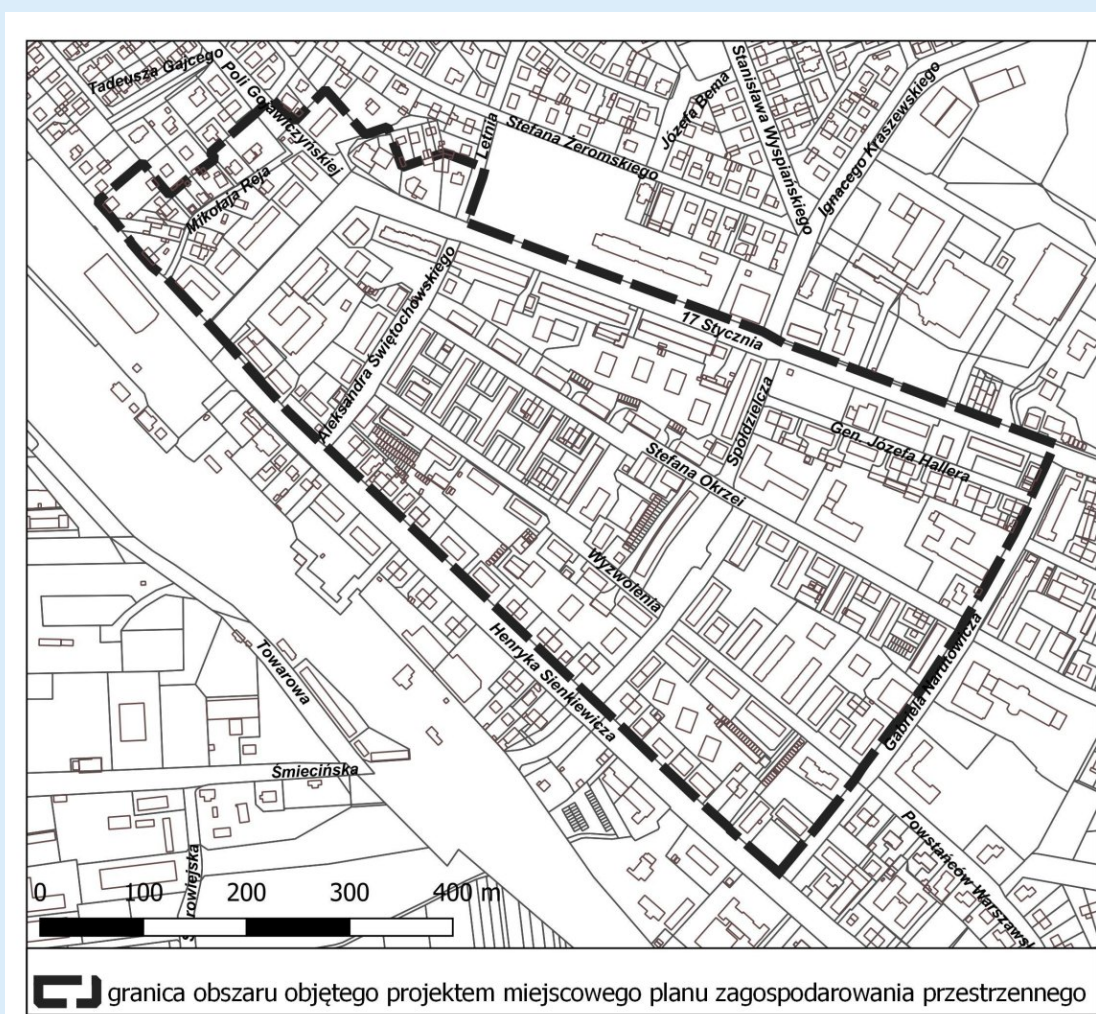 Tadeusza Gajcego
Poli Gojawiczyńskiej
Mikołaja Reja
Letnia
Stefana Żeromskiego
Józefa Bema
Stanisława Wyspiańskiego
Ignacego Kraszewskiego
Aleksandra Świętochowskiego
17 Stycznia
Spółdzielcza
Gen. Józefa Hallera
Stefana Okrzei
Wyzwolenia
Henryka Sienkiewicza
Gabriela Narutowicza
Towarowa
Śmiecińska
Powstańców Warszawski
0 100 200 300 400 m
granica obszaru objętego projektem miejscowego planu zagospodarowania przestrzennego